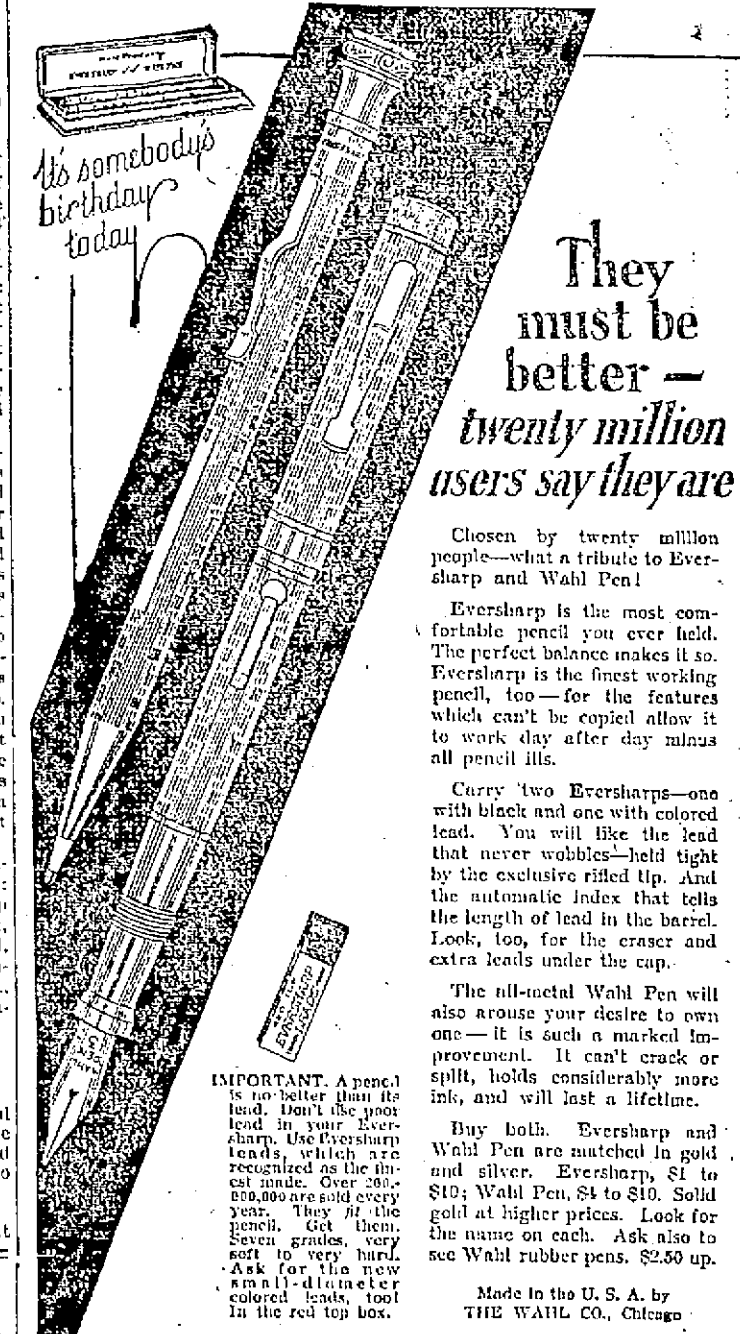 It's somebody's
birthday
today
They
must be
better —
twenty million
users say they are
Chosen by twenty million
people—what a tribute to Ever-
sharp and Wahl Pen!
Eversharp is the most com-
fortable pencil you ever held.
The perfect balance makes it so.
Eversharp is the finest working
pencil, too—for the features
which can't be copied allow it
to work day after day minus
all pencil ills.
Carry two Eversharps—one
with black and one with colored
lead. You will like the lead
that never wobbles—held tight
by the exclusive rifled tip. And
the automatic index that tells
the length of lead in the barrel.
Look, too, for the eraser and
extra leads under the cap.
The all-metal Wahl Pen will
also arouse your desire to own
one—it is such a marked im-
provement. It can't crack or
split, holds considerably more
ink, and will last a lifetime.
Buy both. Eversharp and
Wahl Pen are matched in gold
and silver. Eversharp, $1 to
$10; Wahl Pen, $4 to $10. Solid
gold at higher prices. Look for
the name on each. Ask also to
see Wahl rubber pens. $2.50 up.
Made in the U. S. A. by
THE WAHL CO., Chicago
EVERSHARP
LEADS
IMPORTANT. A pencil
is no better than its
lead. Don't use poor
lead in your Ever-
sharp. Use Eversharp
leads, which are
recognized as the fin-
est made. Over 200,-
000,000 are sold every
year. They fit the
pencil. Get them.
Seven grades, very
soft to very hard.
Ask for the new
small-diameter
colored leads, too!
In the red top box.